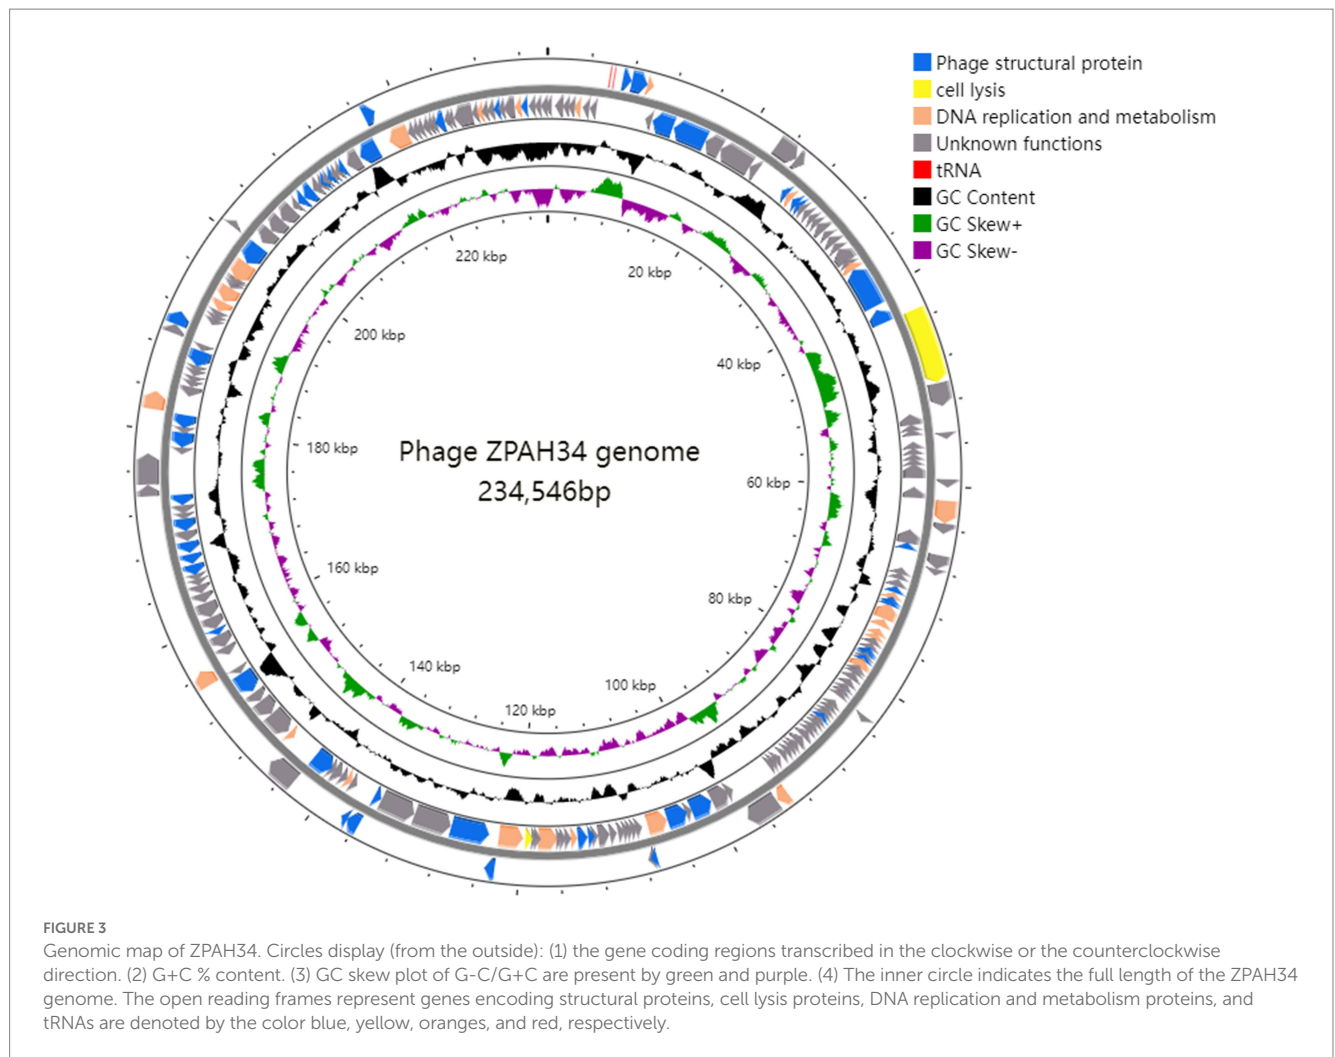 Phage structural protein
cell lysis
DNA replication and metabolism
Unknown functions
tRNA
GC Content
GC Skew+
GC Skew-
220 kbp
20 kbp
200 kbp
40 kbp
180 kbp
Phage ZPAH34 genome
234,546bp
60 kbp
160 kbp
80 kbp
140 kbp
100 kbp
120 kbp
FIGURE 3
Genomic map of ZPAH34. Circles display (from the outside): (1) the gene coding regions transcribed in the clockwise or the counterclockwise
direction. (2) G+C % content. (3) GC skew plot of G-C/G+C are present by green and purple. (4) The inner circle indicates the full length of the ZPAH34
genome. The open reading frames represent genes encoding structural proteins, cell lysis proteins, DNA replication and metabolism proteins, and
tRNAs are denoted by the color blue, yellow, oranges, and red, respectively.